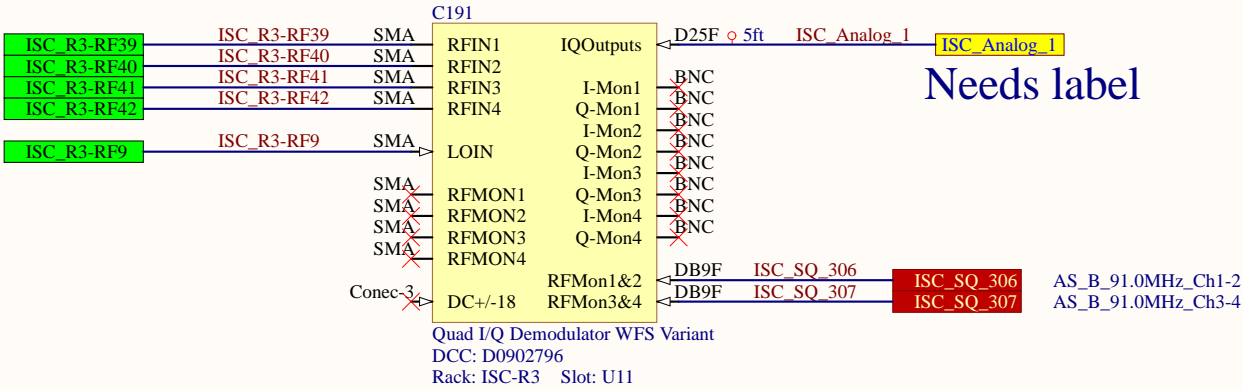 C191
ISC_R3-RF39 ISC_R3-RF39 SMA RFIN1 IQOutputs D25F 5ft ISC_Analog_1 ISC_Analog_1
ISC_R3-RF40 ISC_R3-RF40 SMA RFIN2
ISC_R3-RF41 ISC_R3-RF41 SMA RFIN3 I-Mon1 BNC
ISC_R3-RF42 ISC_R3-RF42 SMA RFIN4 Q-Mon1 BNC
Needs label
I-Mon2 BNC
ISC_R3-RF9 ISC_R3-RF9 SMA LOIN Q-Mon2 BNC
I-Mon3 BNC
SMA RFMON1 Q-Mon3 BNC
SMA RFMON2 I-Mon4 BNC
SMA RFMON3 Q-Mon4 BNC
SMA RFMON4
RFMon1&2 DB9F ISC_SQ_306 ISC_SQ_306 AS_B_91.0MHz_Ch1-2
Conec-3 DC+/-18 RFMon3&4 DB9F ISC_SQ_307 ISC_SQ_307 AS_B_91.0MHz_Ch3-4
Quad I/Q Demodulator WFS Variant
DCC: D0902796
Rack: ISC-R3 Slot: U11